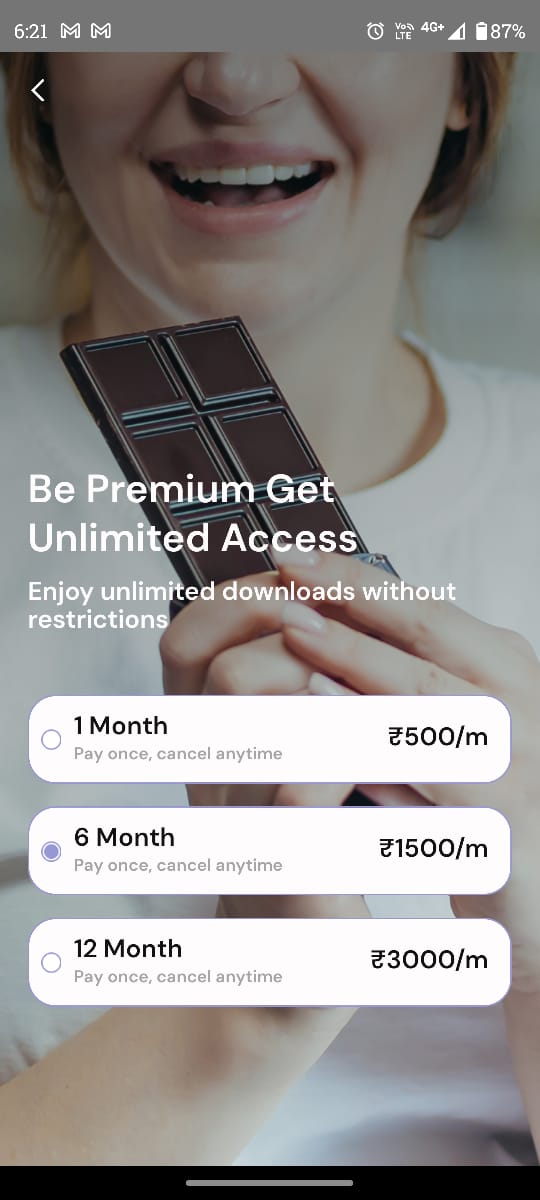 6:21
Vo LTE 4G+ 87%
Be Premium Get
Unlimited Access
Enjoy unlimited downloads without
restrictions
1 Month
Pay once, cancel anytime
₹500/m
6 Month
Pay once, cancel anytime
₹1500/m
12 Month
Pay once, cancel anytime
₹3000/m